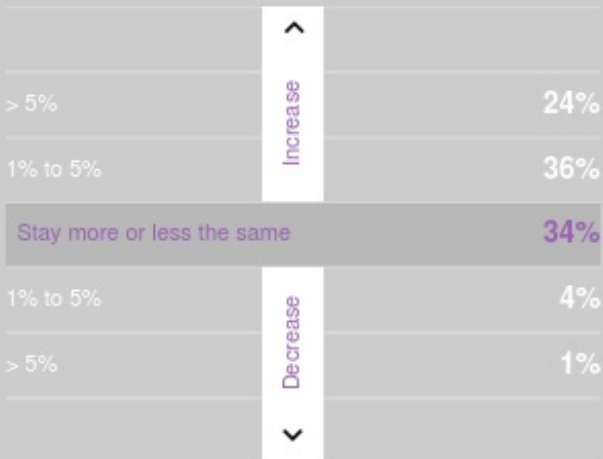 > 5%
24%
Increase
1% to 5%
36%
Stay more or less the same
34%
1% to 5%
4%
Decrease
> 5%
1%